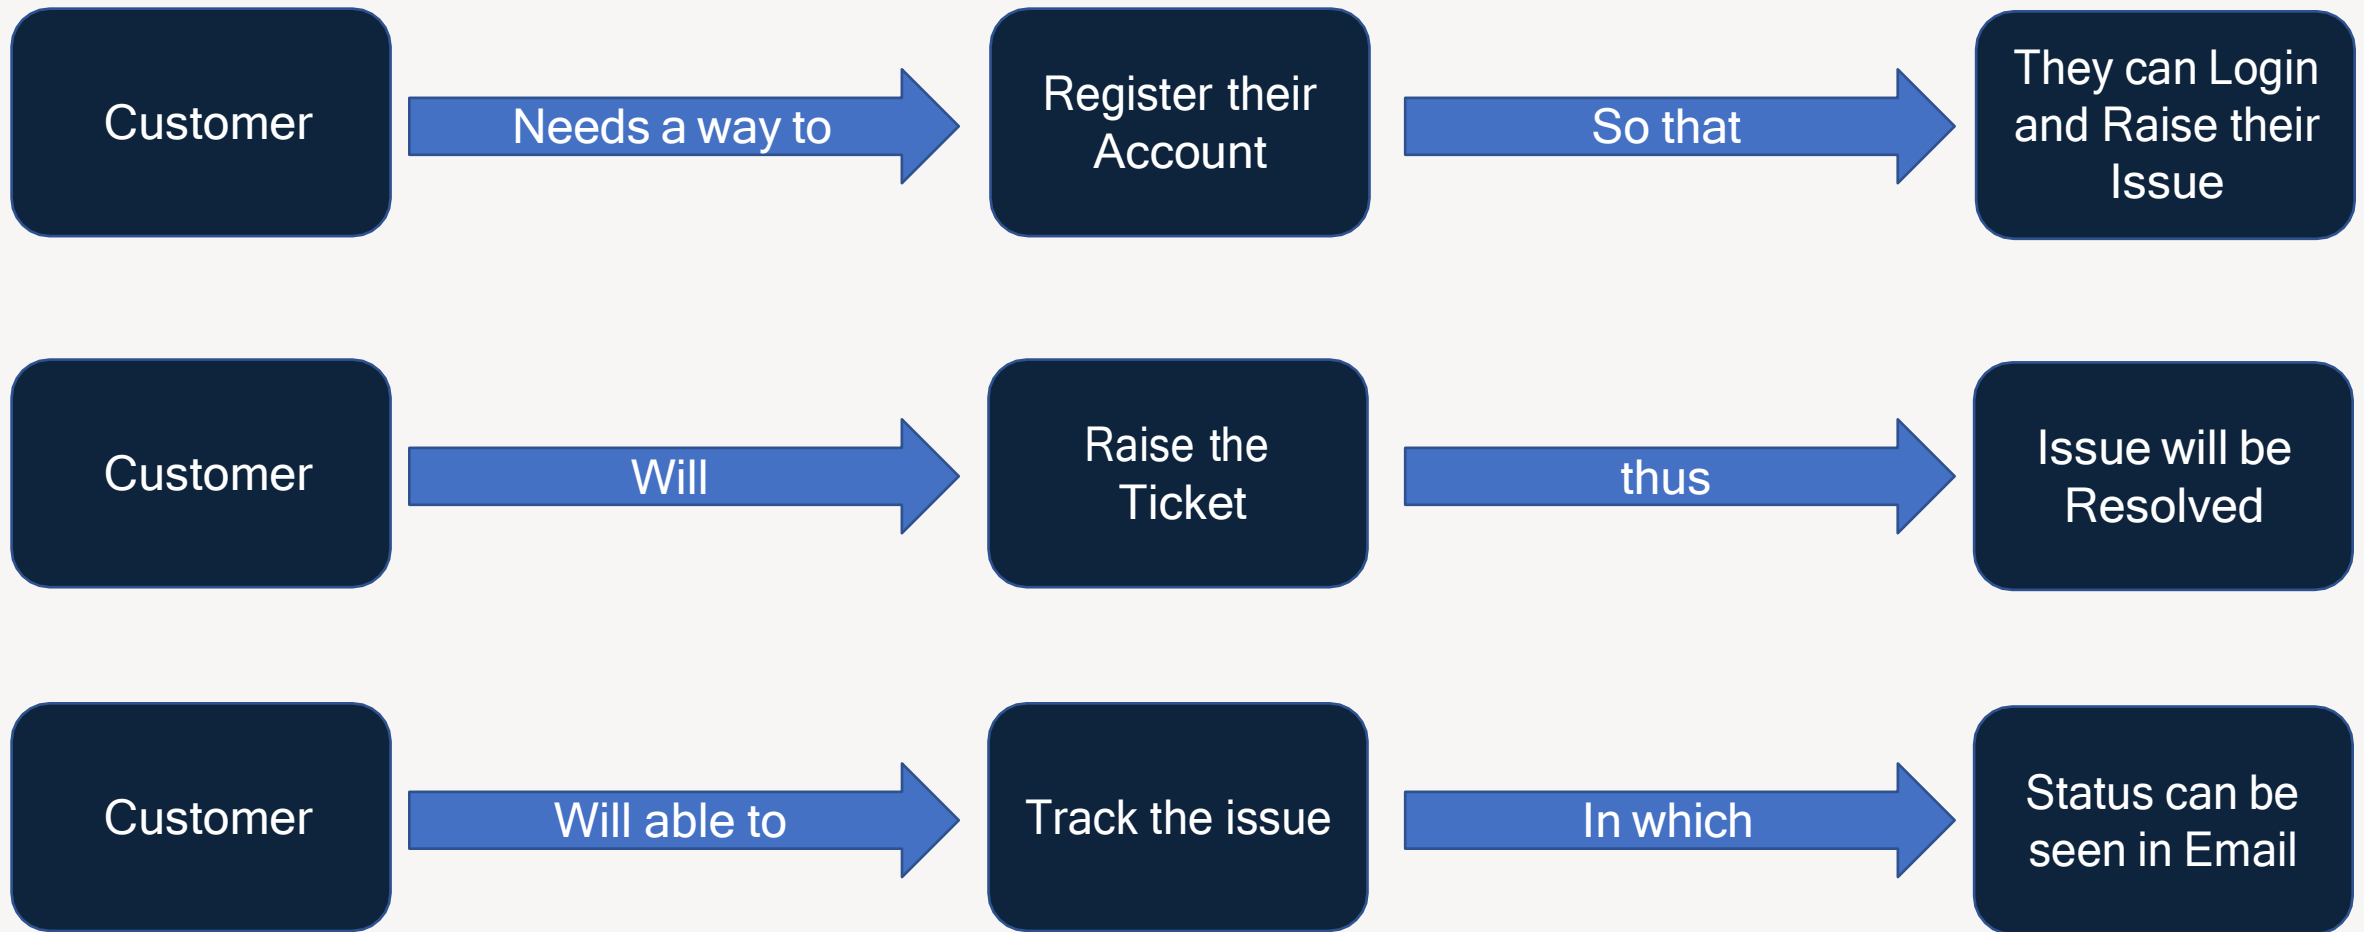 Customer
Needs a way to
Register their
Account
So that
They can Login
and Raise their
Issue
Customer
Will
Raise the
Ticket
thus
Issue will be
Resolved
Customer
Will able to
Track the issue
In which
Status can be
seen in Email